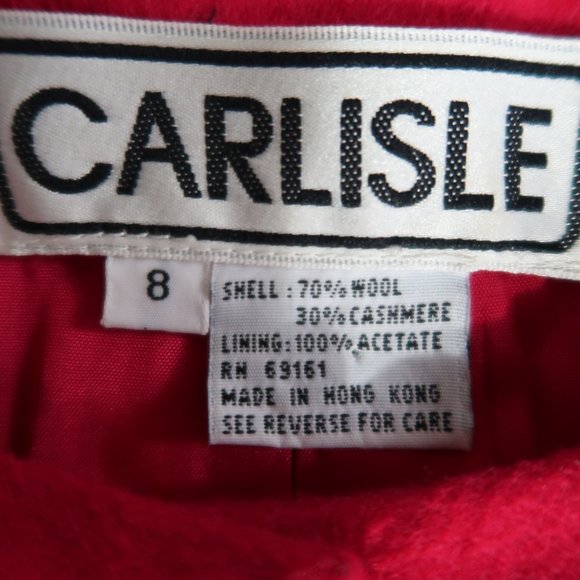 CARLISLE
8
SHELL : 70% WOOL
30% CASHMERE
LINING: 100% ACETATE
RN 69161
MADE IN HONG KONG
SEE REVERSE FOR CARE